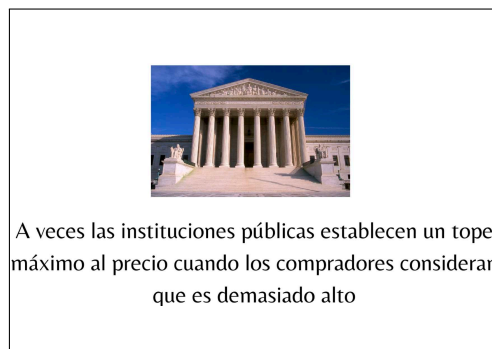 A veces las instituciones públicas establecen un tope
máximo al precio cuando los compradores consideran
que es demasiado alto